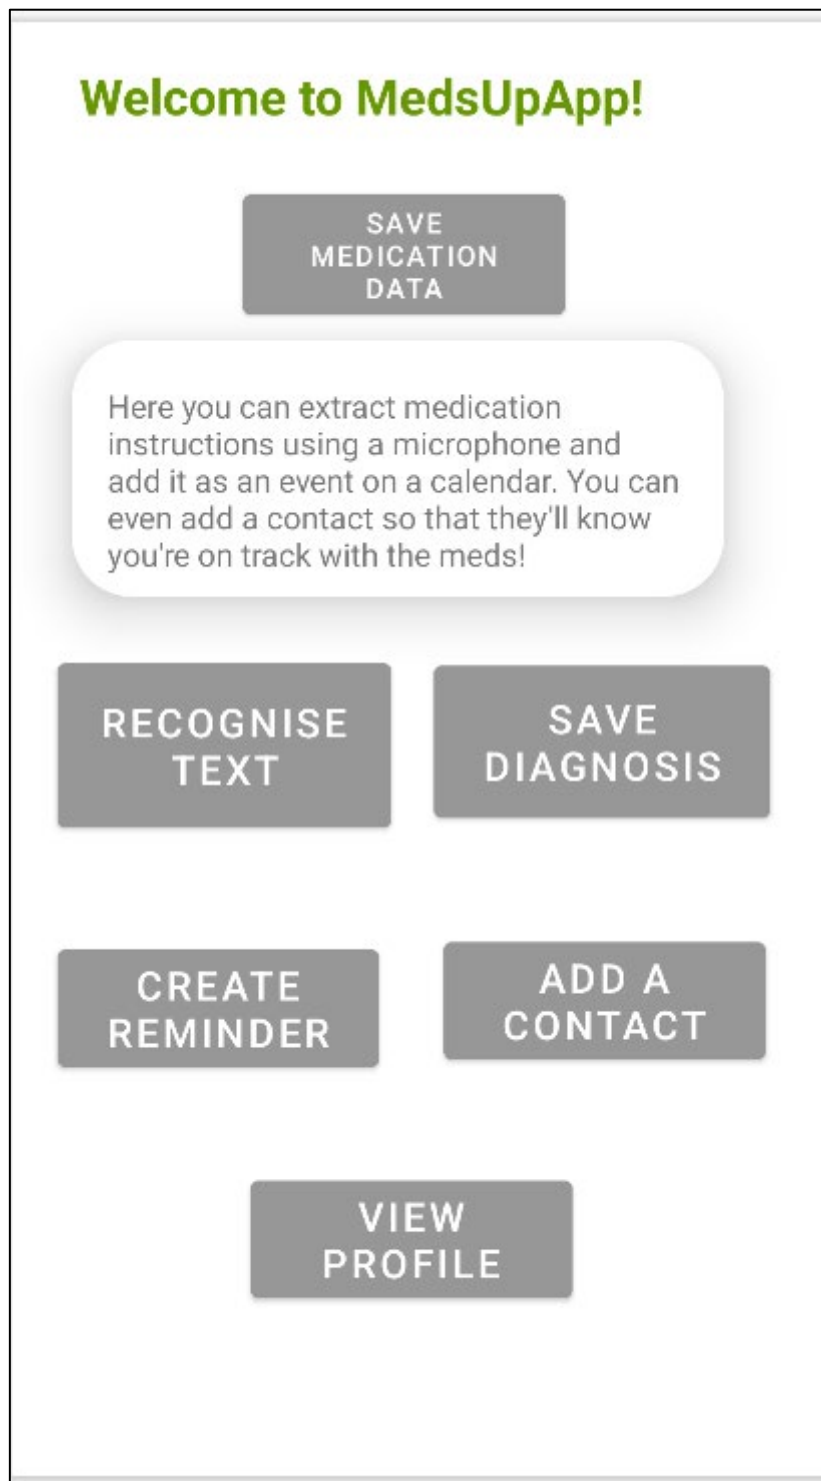 Welcome to MedsUpApp!
SAVE
MEDICATION
DATA
Here you can extract medication
instructions using a microphone and
add it as an event on a calendar. You can
even add a contact so that they'll know
you're on track with the meds!
RECOGNISE
TEXT
SAVE
DIAGNOSIS
CREATE
REMINDER
ADD A
CONTACT
VIEW
PROFILE